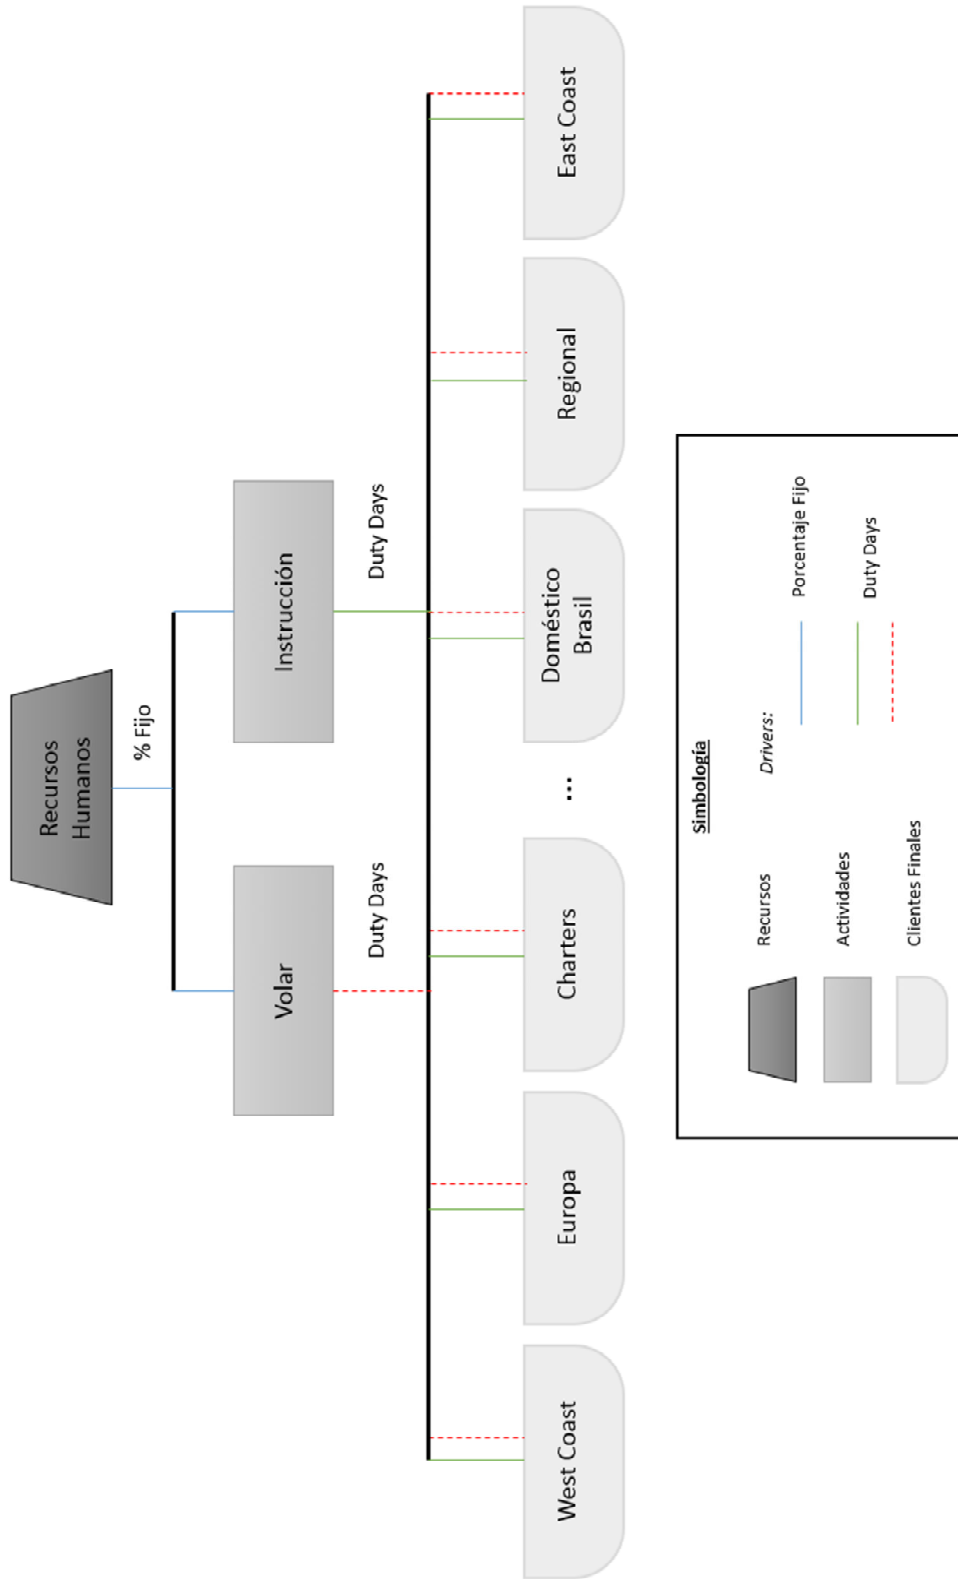 Recursos
Humanos
% Fijo
Volar
Instrucción
Duty Days
Duty Days
West Coast
Europa
Charters
...
Doméstico
Brasil
Regional
East Coast
Simbología
Recursos
Actividades
Clientes Finales
Drivers:
Porcentaje Fijo
Duty Days